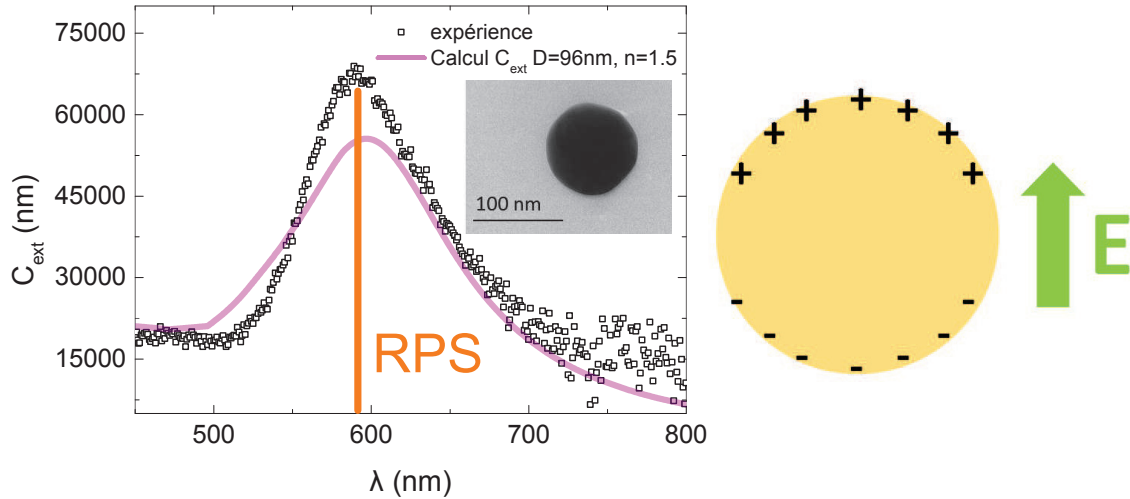 75000
60000
45000
30000
15000
C_ext (nm)
expérience
Calcul C_ext D=96nm, n=1.5
100 nm
RPS
500
600
700
800
λ (nm)
+ + + + + + +
- - - - - - -
E